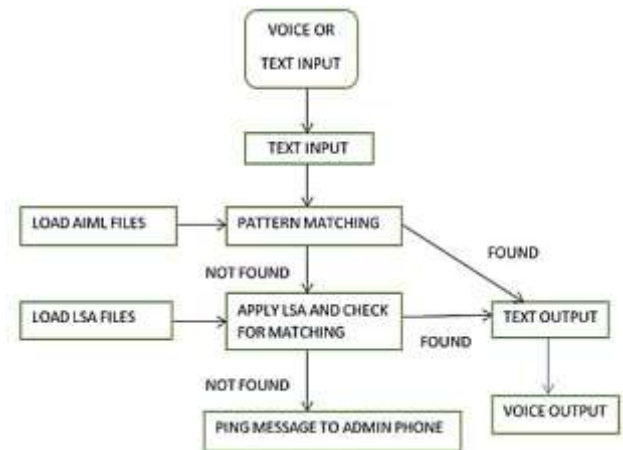 VOICE OR
TEXT INPUT
TEXT INPUT
LOAD AIML FILES
PATTERN MATCHING
FOUND
NOT FOUND
LOAD LSA FILES
APPLY LSA AND CHECK
FOR MATCHING
TEXT OUTPUT
FOUND
NOT FOUND
VOICE OUTPUT
PING MESSAGE TO ADMIN PHONE